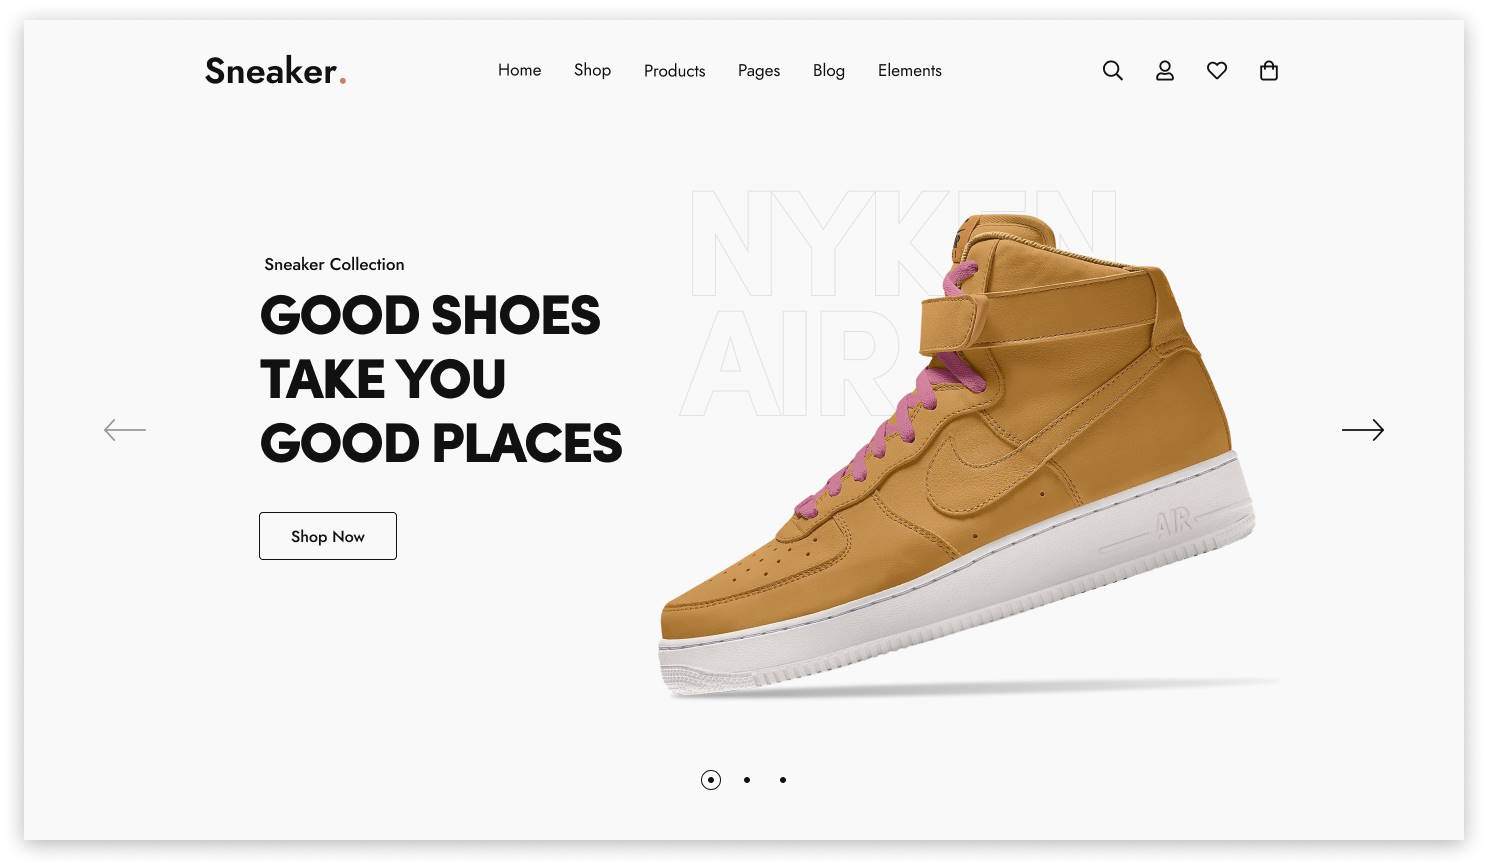 Sneaker.
Home Shop Products Pages Blog Elements
NYKEN
AIR
Sneaker Collection
GOOD SHOES
TAKE YOU
GOOD PLACES
Shop Now
AIR